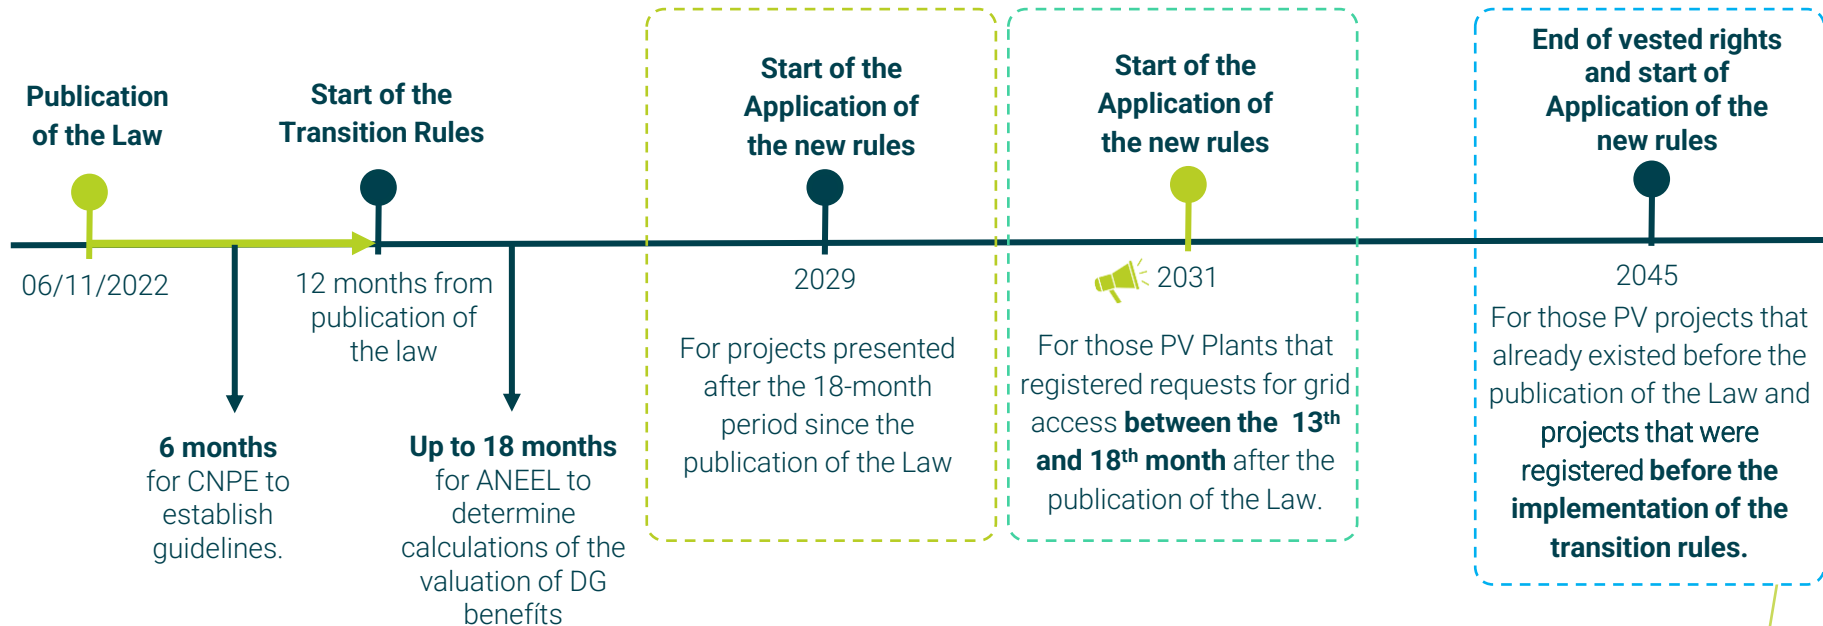 Publication
of the Law
06/11/2022
6 months
for CNPE to
establish
guidelines.
Start of the
Transition Rules
12 months from
publication of
the law
Up to 18 months
for ANEEL to
determine
calculations of the
valuation of DG
benefíts
Start of the
Application of
the new rules
2029
For projects presented
after the 18-month
period since the
publication of the Law
Start of the
Application of
the new rules
2031
For those PV Plants that
registered requests for grid
access between the 13th
and 18th month after the
publication of the Law.
End of vested rights
and start of
Application of the
new rules
2045
For those PV projects that
already existed before the
publication of the Law and
projects that were
registered before the
implementation of the
transition rules.